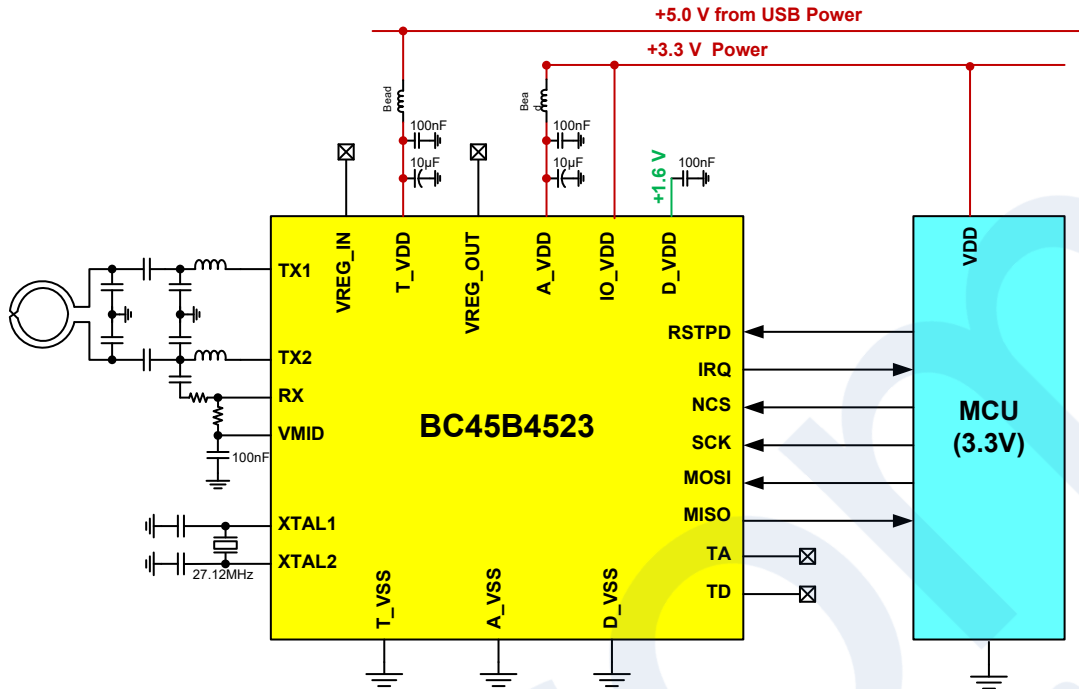 +5.0 V from USB Power
+3.3 V Power
Bead
100nF
10µF
Bea
d
100nF
10µF
+1.6 V
100nF
VREG_IN
T_VDD
VREG_OUT
A_VDD
IO_VDD
D_VDD
VDD
TX1
TX2
RX
VMID
100nF
XTAL1
XTAL2
27.12MHz
BC45B4523
RSTPD
IRQ
NCS
SCK
MOSI
MISO
TA
TD
MCU
(3.3V)
T_VSS
A_VSS
D_VSS